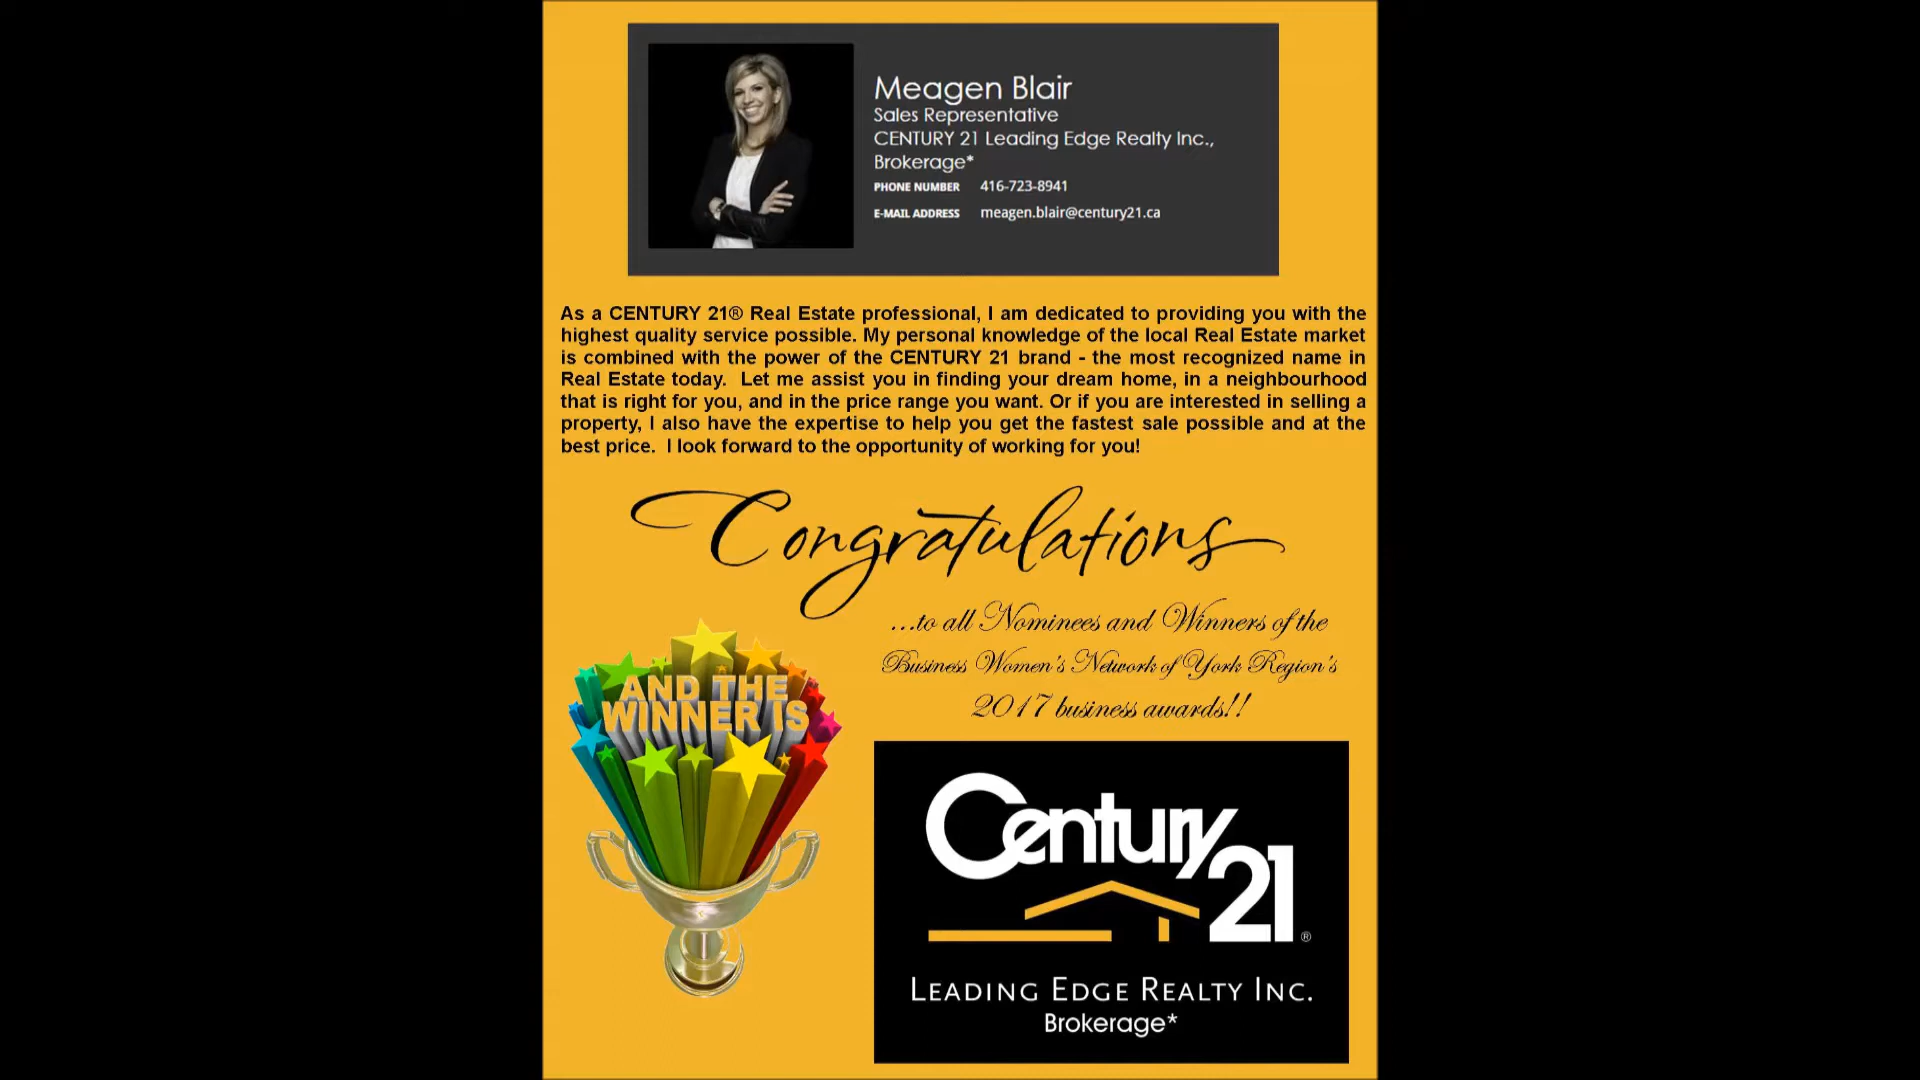 Meagen Blair
Sales Representative
CENTURY 21 Leading Edge Realty Inc.,
Brokerage*
PHONE NUMBER 416-723-8941
E-MAIL ADDRESS meagen.blair@century21.ca
As a CENTURY 21® Real Estate professional, I am dedicated to providing you with the
highest quality service possible. My personal knowledge of the local Real Estate market
is combined with the power of the CENTURY 21 brand - the most recognized name in
Real Estate today. Let me assist you in finding your dream home, in a neighbourhood
that is right for you, and in the price range you want. Or if you are interested in selling a
property, I also have the expertise to help you get the fastest sale possible and at the
best price. I look forward to the opportunity of working for you!
Congratulations
...to all Nominees and Winners of the
Business Women's Network of York Region's
2017 business awards!!
AND THE
WINNER IS
Century
21®
LEADING EDGE REALTY INC.
Brokerage*